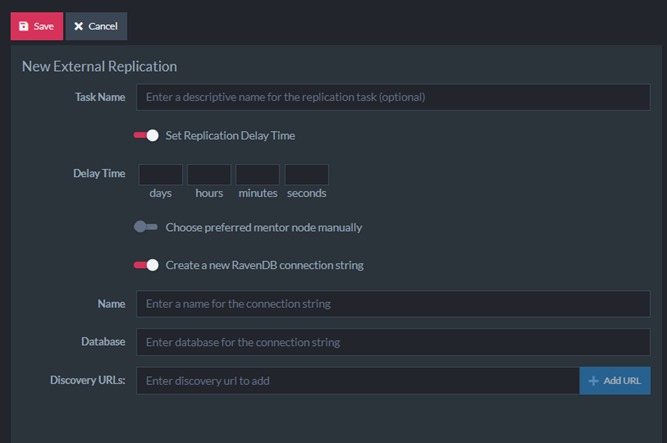 Save Cancel
New External Replication
Task Name Enter a descriptive name for the replication task (optional)
Set Replication Delay Time
Delay Time
days hours minutes seconds
Choose preferred mentor node manually
Create a new RavenDB connection string
Name Enter a name for the connection string
Database Enter database for the connection string
Discovery URLs: Enter discovery url to add + Add URL